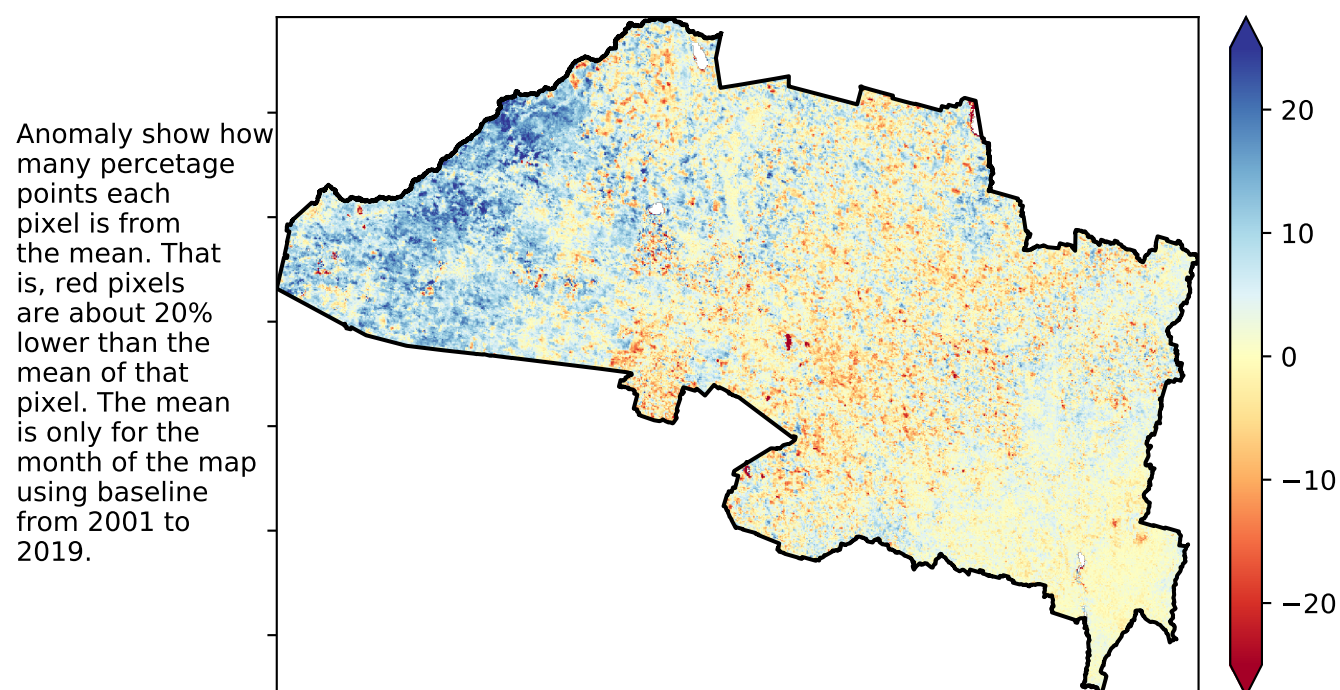 Anomaly show how
many percetage
points each
pixel is from
the mean. That
is, red pixels
are about 20%
lower than the
mean of that
pixel. The mean
is only for the
month of the map
using baseline
from 2001 to
2019.
20
10
0
−10
−20